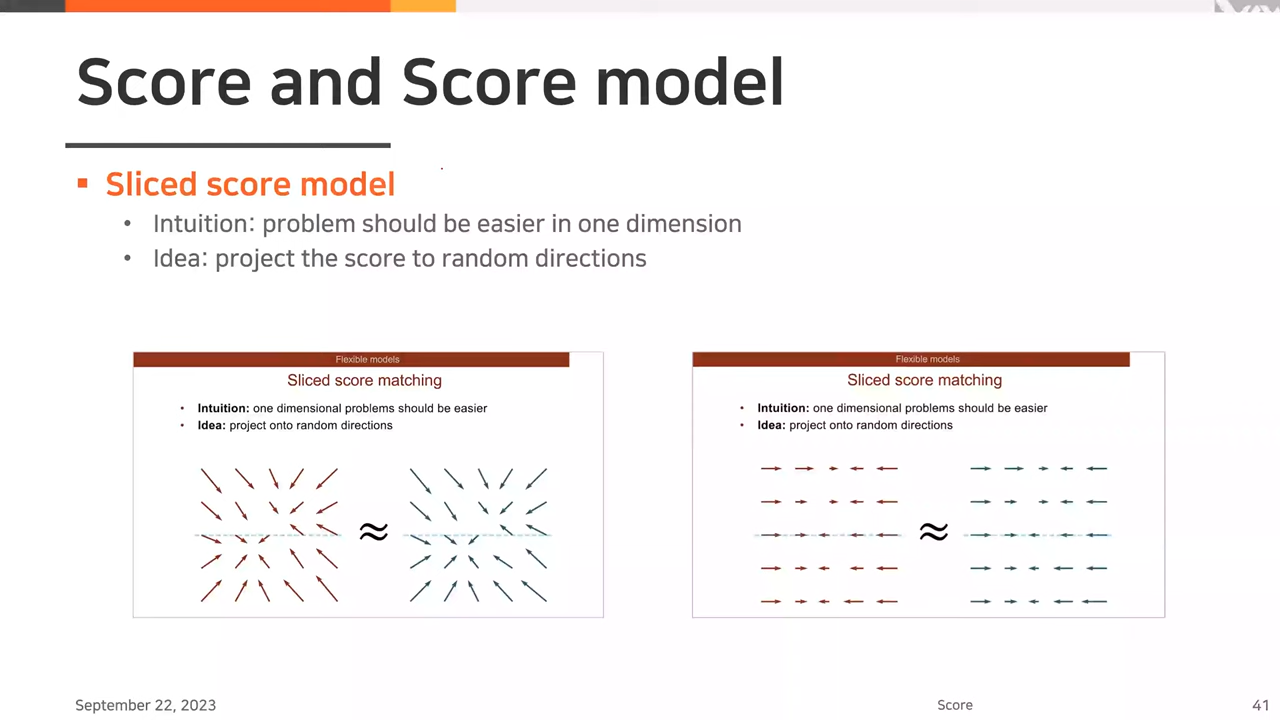 Score and Score model
▪ Sliced score model
• Intuition: problem should be easier in one dimension
• Idea: project the score to random directions
Flexible models
Sliced score matching
• Intuition: one dimensional problems should be easier
• Idea: project onto random directions
≈
Flexible models
Sliced score matching
• Intuition: one dimensional problems should be easier
• Idea: project onto random directions
≈
September 22, 2023
Score
41